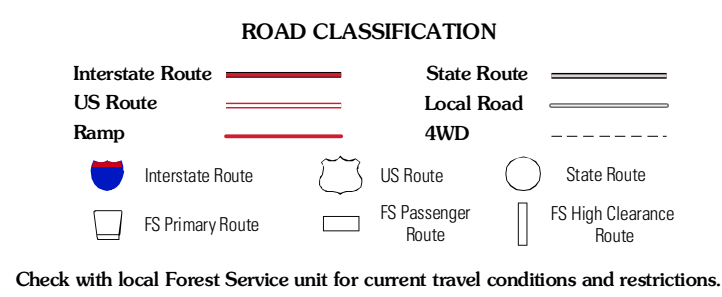 ROAD CLASSIFICATION
Interstate Route
State Route
US Route
Local Road
Ramp
4WD
Interstate Route
US Route
State Route
FS Primary Route
FS Passenger
Route
FS High Clearance
Route
Check with local Forest Service unit for current travel conditions and restrictions.